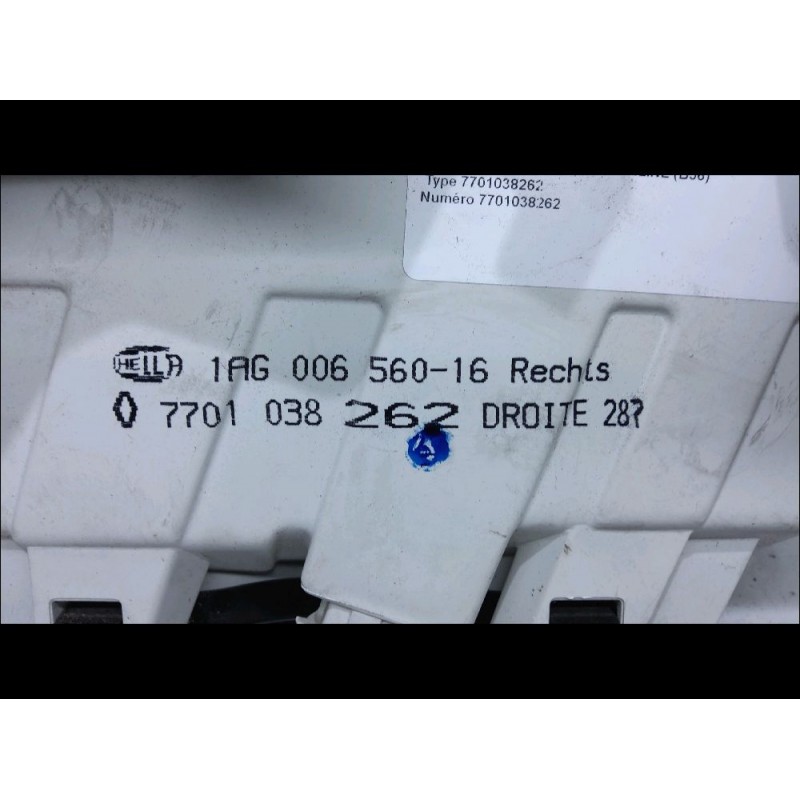 Type 7701038262
Numéro 7701038262
HELLA 1AG 006 560-16 Rechts
7701 038 262 DROITE 287